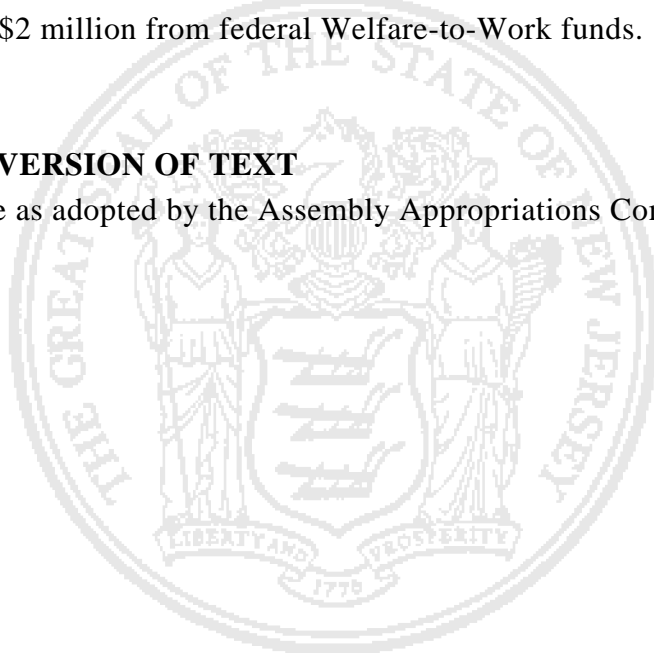 $2 million from federal Welfare-to-Work funds.
VERSION OF TEXT
e as adopted by the Assembly Appropriations Co
THE GREAT SEAL OF THE STATE OF NEW JERSEY
LIBERTY AND PROSPERITY
1776